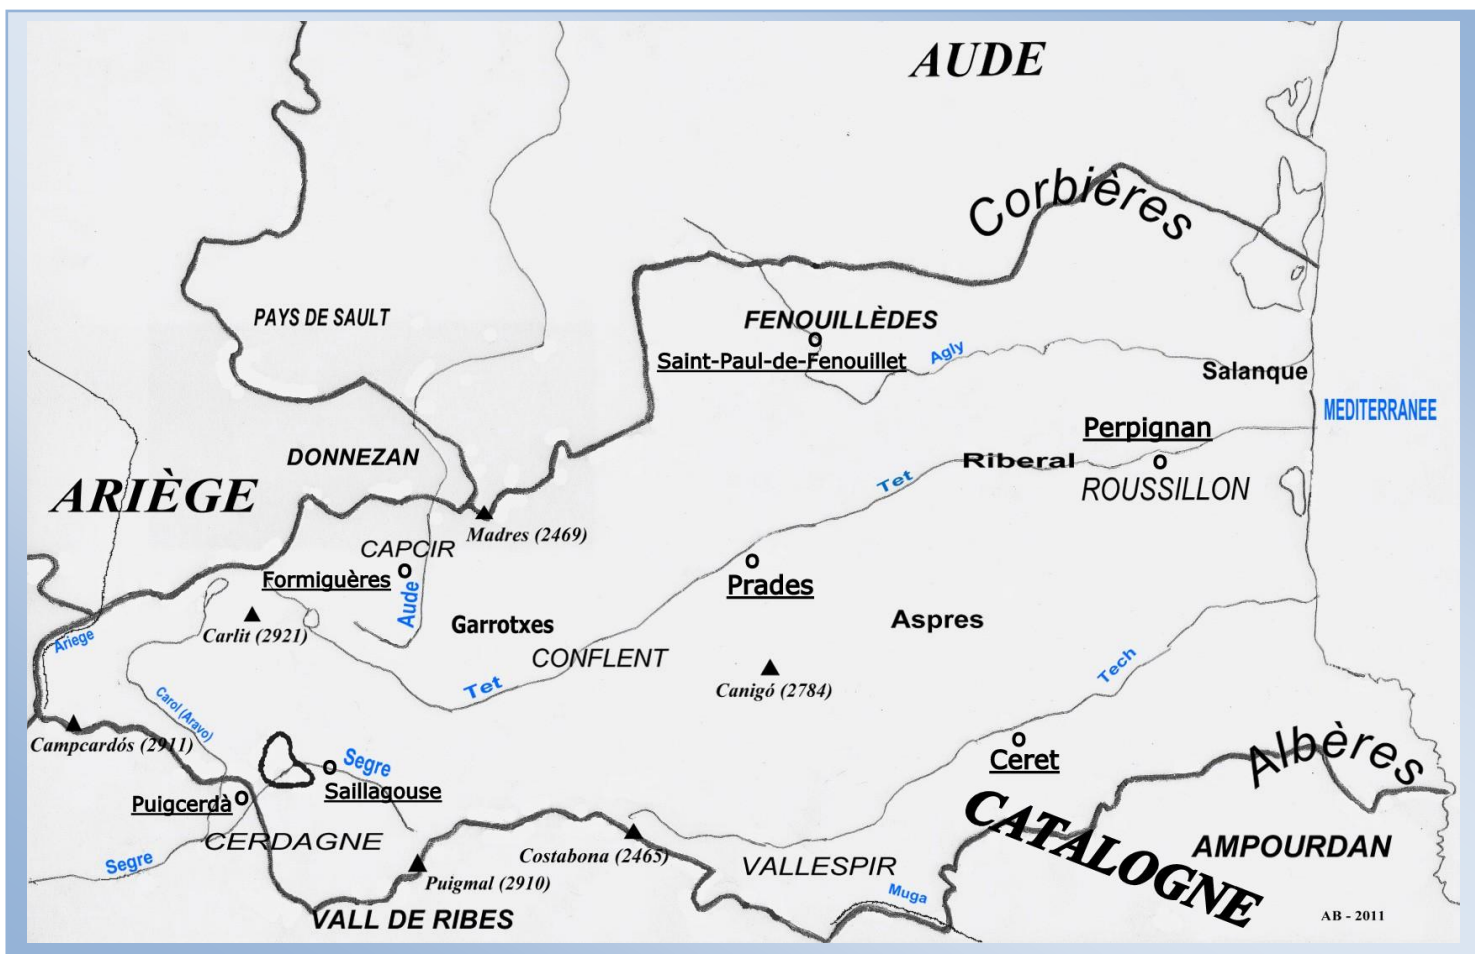 AUDE
Corbières
PAYS DE SAULT
FENOUILLÈDES
Saint-Paul-de-Fenouillet
Agly
Salanque
MEDITERRANEE
Perpignan
DONNEZAN
Riberal
ARIÈGE
Tet
ROUSSILLON
Madres (2469)
CAPCIR
Formiguères
Aude
Prades
Carlit (2921)
Garrotxes
Aspres
Ariege
CONFLENT
Tet
Canigó (2784)
Tech
Carol (Aravo)
Campcardós (2911)
Segre
Ceret
Albères
Saillagouse
Puigcerdà
CERDAGNE
Segre
Costabona (2465)
CATALOGNE
AMPOURDAN
VALLESPIR
Puigmal (2910)
Muga
VALL DE RIBES
AB - 2011